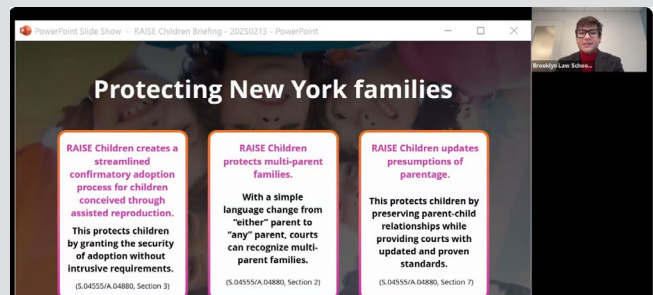 PowerPoint Slide Show - RAISE Children Briefing - 20250213 - PowerPoint
Brooklyn Law Schoo...
Protecting New York families
RAISE Children creates a
streamlined
confirmatory adoption
process for children
conceived through
assisted reproduction.
This protects children
by granting the security
of adoption without
intrusive requirements.
(S.04555/A.04880, Section 3)
RAISE Children
protects multi-parent
families.
With a simple
language change from
“either” parent to
“any” parent, courts
can recognize multi-
parent families.
(S.04555/A.04880, Section 2)
RAISE Children updates
presumptions of
parentage.
This protects children by
preserving parent-child
relationships while
providing courts with
updated and proven
standards.
(S.04555/A.04880, Section 7)